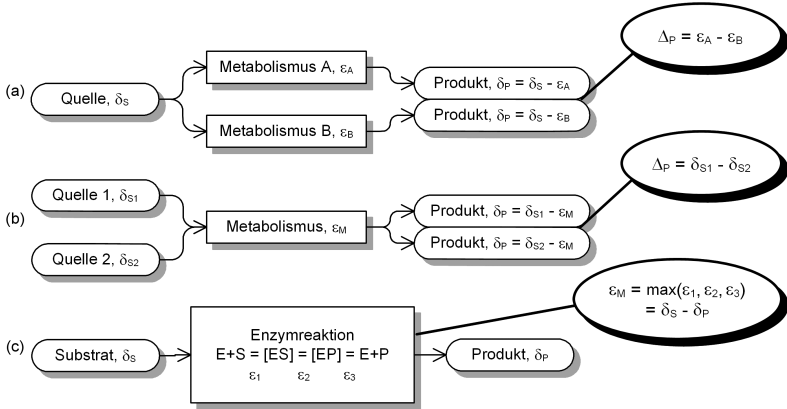 (a)
Quelle, δS
Metabolismus A, εA
Metabolismus B, εB
Produkt, δP = δS - εA
Produkt, δP = δS - εB
ΔP = εA - εB
(b)
Quelle 1, δS1
Quelle 2, δS2
Metabolismus, εM
Produkt, δP = δS1 - εM
Produkt, δP = δS2 - εM
ΔP = δS1 - δS2
(c)
Substrat, δS
Enzymreaktion
E+S = [ES] = [EP] = E+P
ε1 ε2 ε3
Produkt, δP
εM = max(ε1, ε2, ε3)
= δS - δP